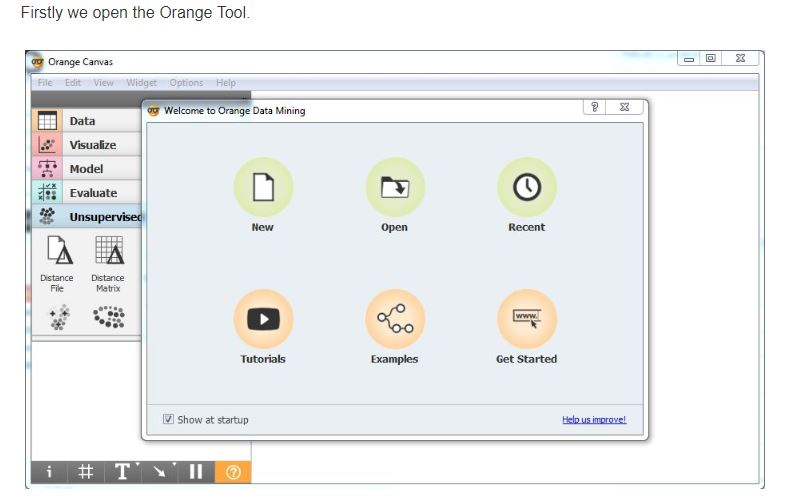 Firstly we open the Orange Tool.
Orange Canvas
File Edit View Widget Options Help
Welcome to Orange Data Mining
?
Data
Visualize
Model
Evaluate
Unsupervised
Distance File
Distance Matrix
New
Open
Recent
www.
Tutorials
Examples
Get Started
Show at startup
Help us improve!
i # T ?